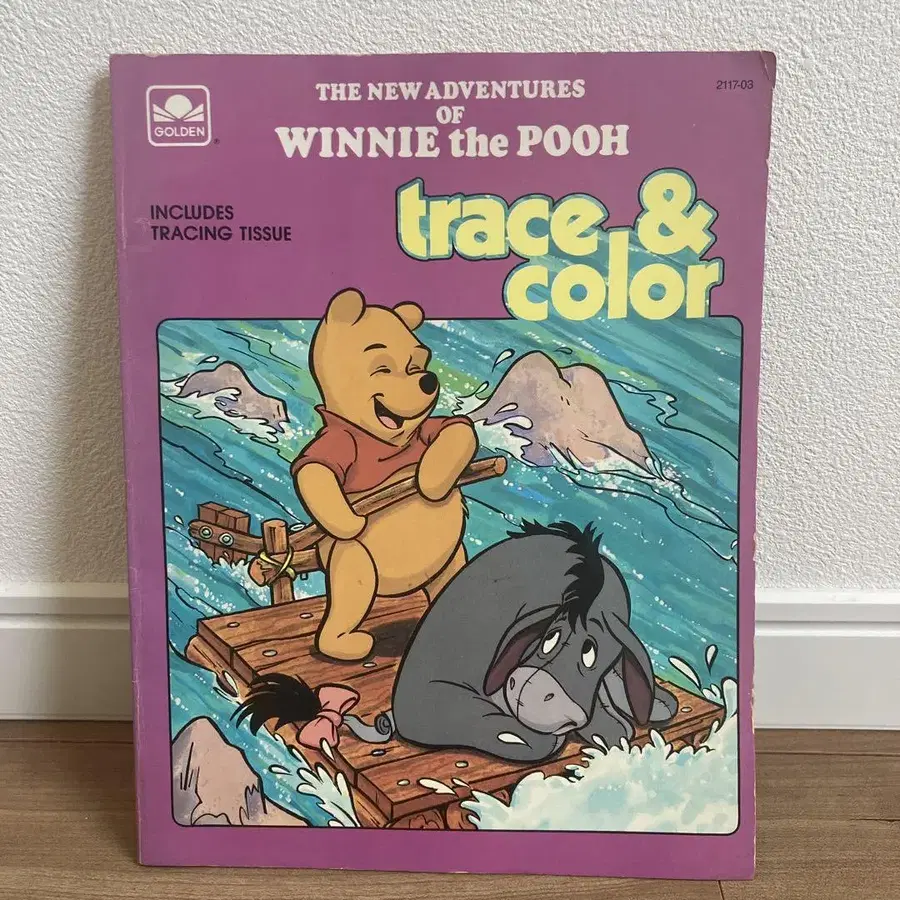 2117-03
THE NEW ADVENTURES
OF
WINNIE the POOH
GOLDEN
®
INCLUDES
TRACING TISSUE
trace &
color